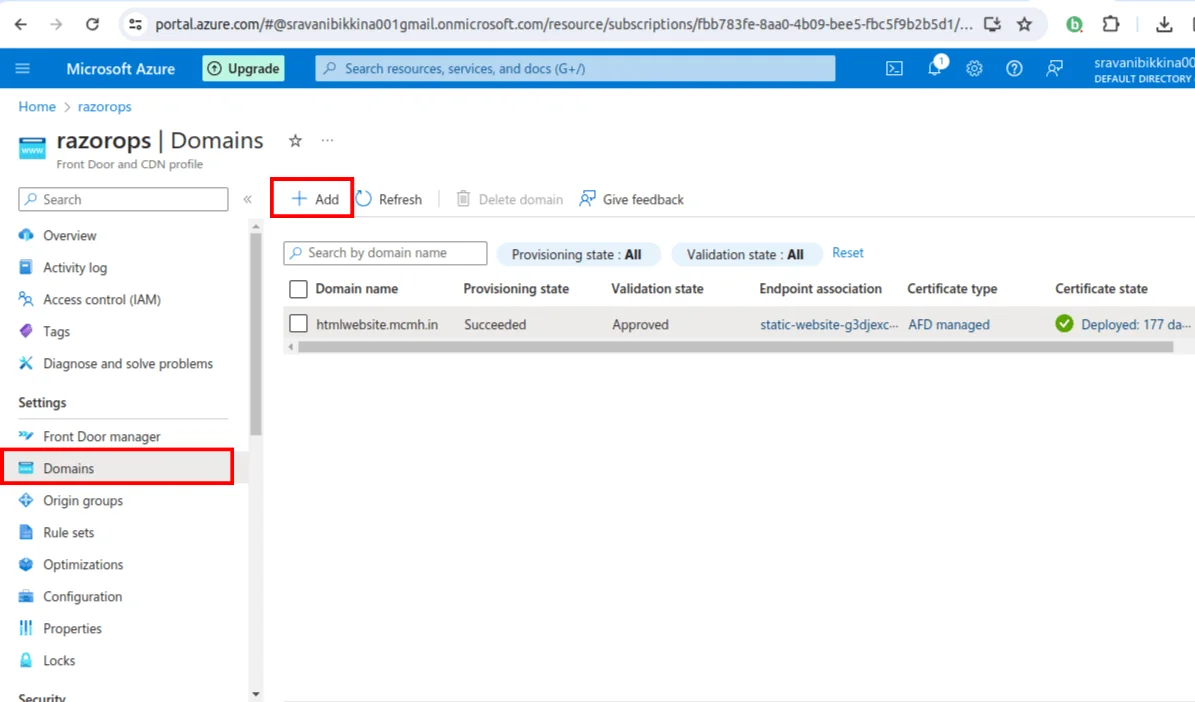 portal.azure.com/#@sravanibikkina001gmail.onmicrosoft.com/resource/subscriptions/fbb783fe-8aa0-4b09-bee5-fbc5f9b2b5d1/...
Microsoft Azure Upgrade Search resources, services, and docs (G+/) 1 sravanibikkina00
DEFAULT DIRECTORY
Home > razorops
www razorops | Domains ...
Front Door and CDN profile
Search « + Add Refresh Delete domain Give feedback
Overview
Activity log
Access control (IAM)
Tags
Diagnose and solve problems
Settings
Front Door manager
Domains
Origin groups
Rule sets
Optimizations
Configuration
Properties
Locks
Security
Search by domain name Provisioning state : All Validation state : All Reset
Domain name Provisioning state Validation state Endpoint association Certificate type Certificate state
htmlwebsite.mcmh.in Succeeded Approved static-website-g3djexc... AFD managed Deployed: 177 da...